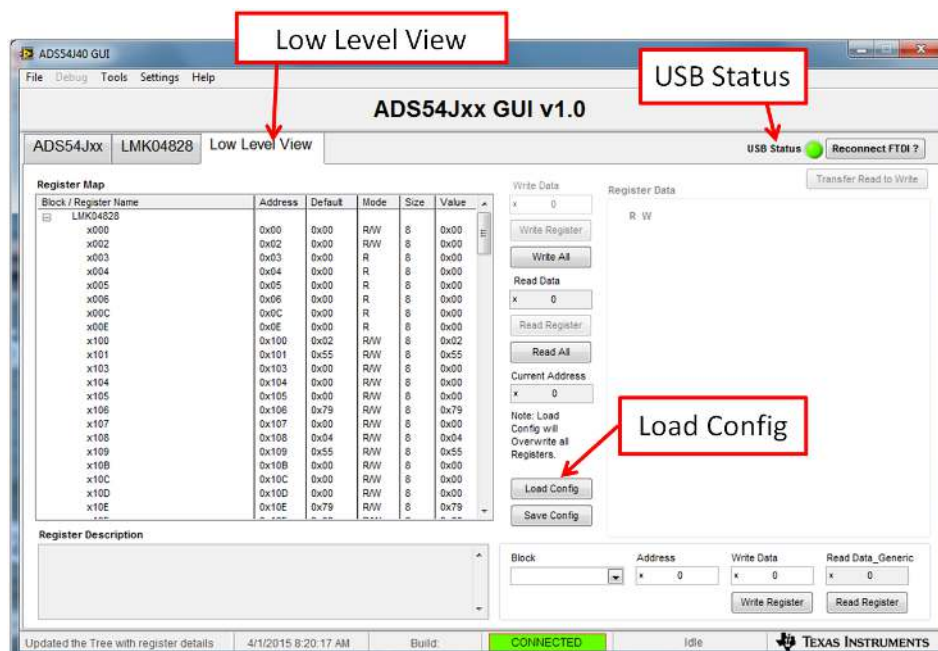 Low Level View
USB Status
ADS54J40 GUI
File Debug Tools Settings Help
ADS54Jxx GUI v1.0
ADS54Jxx LMK04828 Low Level View
USB Status Reconnect FTDI ?
Transfer Read to Write
Register Map
Block / Register Name Address Default Mode Size Value
LMK04828
x000 0x00 0x00 R/W 8 0x00
x002 0x02 0x00 R/W 8 0x00
x003 0x03 0x00 R 8 0x00
x004 0x04 0x00 R 8 0x00
x005 0x05 0x00 R 8 0x00
x006 0x06 0x00 R 8 0x00
x00C 0x0C 0x00 R 8 0x00
x00E 0x0E 0x00 R 8 0x00
x100 0x100 0x02 R/W 8 0x02
x101 0x101 0x55 R/W 8 0x55
x103 0x103 0x00 R/W 8 0x00
x104 0x104 0x00 R/W 8 0x00
x105 0x105 0x00 R/W 8 0x00
x106 0x106 0x79 R/W 8 0x79
x107 0x107 0x00 R/W 8 0x00
x108 0x108 0x04 R/W 8 0x04
x109 0x109 0x55 R/W 8 0x55
x10B 0x10B 0x00 R/W 8 0x00
x10C 0x10C 0x00 R/W 8 0x00
x10D 0x10D 0x00 R/W 8 0x00
x10E 0x10E 0x79 R/W 8 0x79
Write Data
x 0
Write Register
Write All
Read Data
x 0
Read Register
Read All
Current Address
x 0
Note: Load
Config will
Overwrite all
Registers.
Load Config
Save Config
Register Data
R W
Load Config
Register Description
Block Address Write Data Read Data_Generic
x 0 x 0 x 0
Write Register Read Register
Updated the Tree with register details 4/1/2015 8:20:17 AM Build: CONNECTED Idle TEXAS INSTRUMENTS